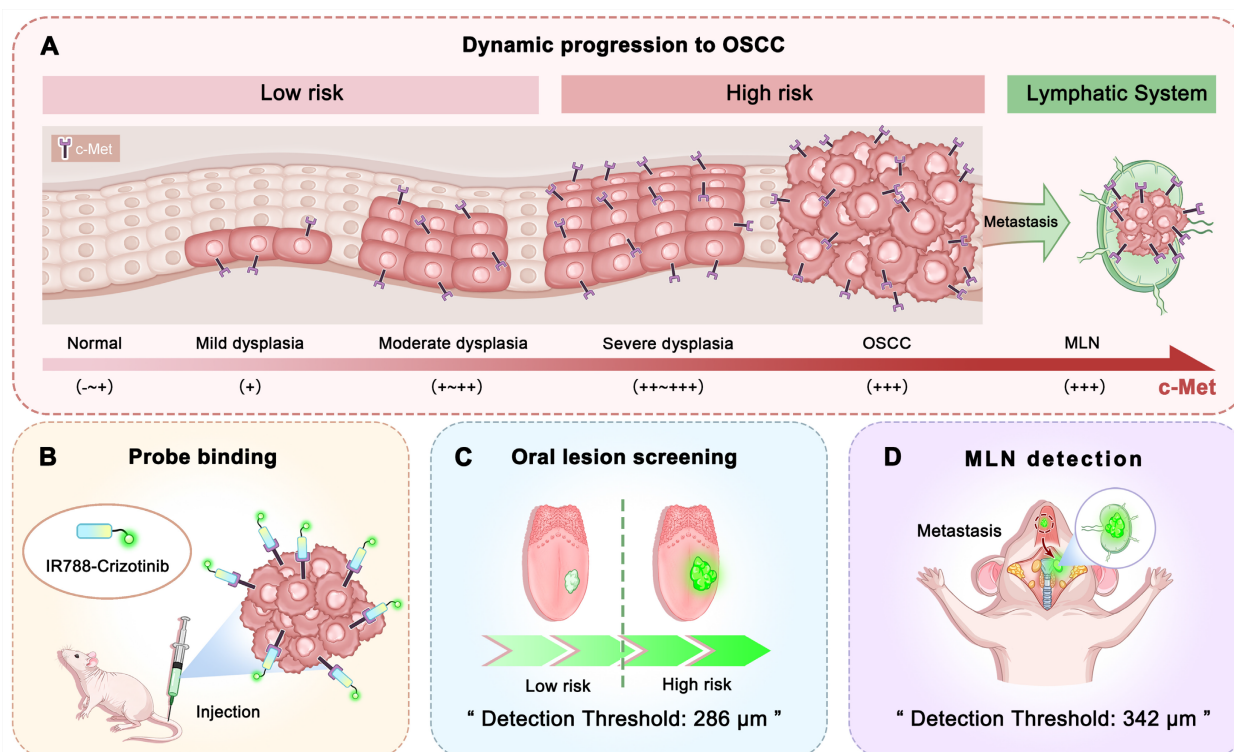 A
Dynamic progression to OSCC
Low risk
High risk
Lymphatic System
c-Met
Metastasis
Normal
Mild dysplasia
Moderate dysplasia
Severe dysplasia
OSCC
MLN
(-~+)
(+)
(+~++)
(++~+++)
(+++)
(+++)
c-Met
B
Probe binding
IR788-Crizotinib
Injection
C
Oral lesion screening
Low risk
High risk
“ Detection Threshold: 286 μm ”
D
MLN detection
Metastasis
“ Detection Threshold: 342 μm ”